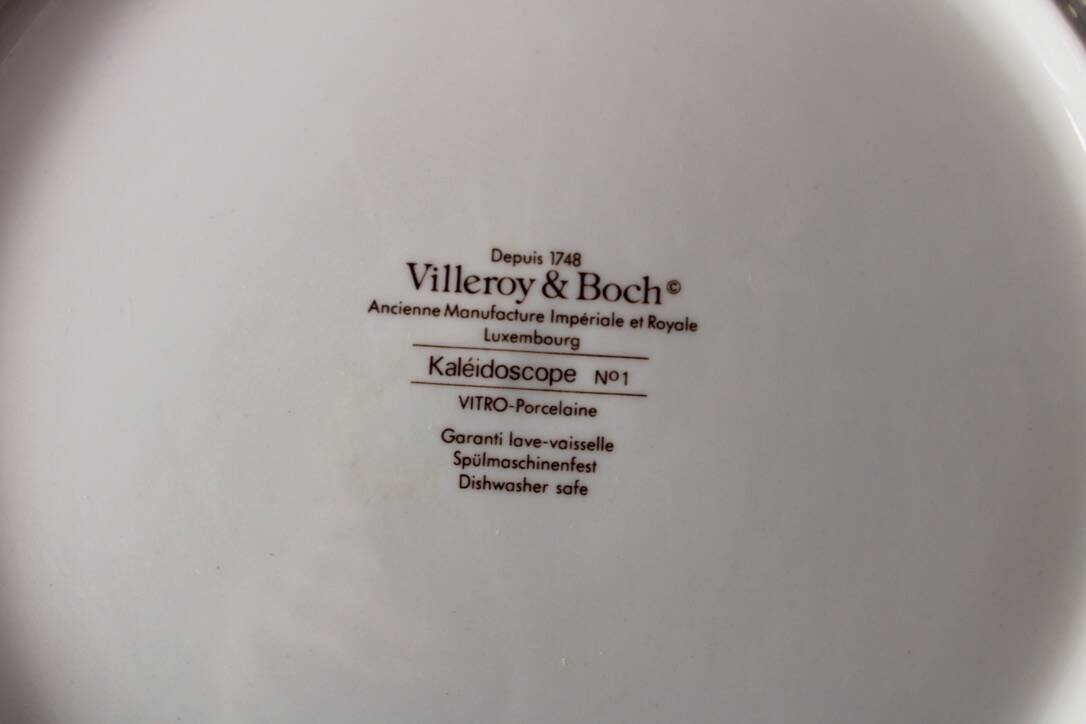 Depuis 1748
Villeroy & Boch©
Ancienne Manufacture Impériale et Royale
Luxembourg
Kaléidoscope Nº1
VITRO-Porcelaine
Garanti lave-vaisselle
Spülmaschinenfest
Dishwasher safe